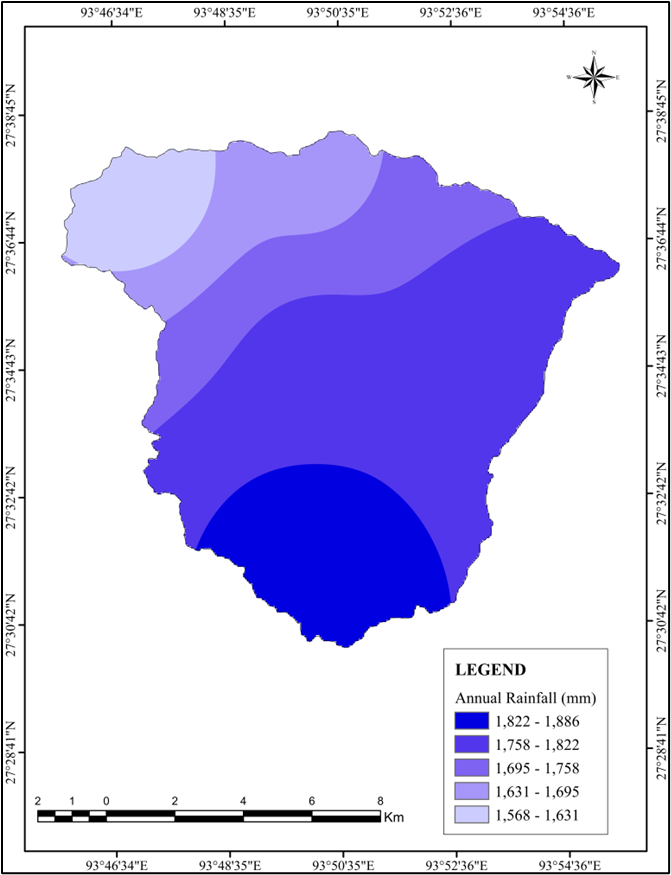 93°46'34"E 93°48'35"E 93°50'35"E 93°52'36"E 93°54'36"E
N
W E
S
27°38'45"N 27°38'45"N
27°36'44"N 27°36'44"N
27°34'43"N 27°34'43"N
27°32'42"N 27°32'42"N
27°30'42"N 27°30'42"N
27°28'41"N 27°28'41"N
LEGEND
Annual Rainfall (mm)
1,822 - 1,886
1,758 - 1,822
1,695 - 1,758
1,631 - 1,695
1,568 - 1,631
2 1 0 2 4 6 8
Km
93°46'34"E 93°48'35"E 93°50'35"E 93°52'36"E 93°54'36"E